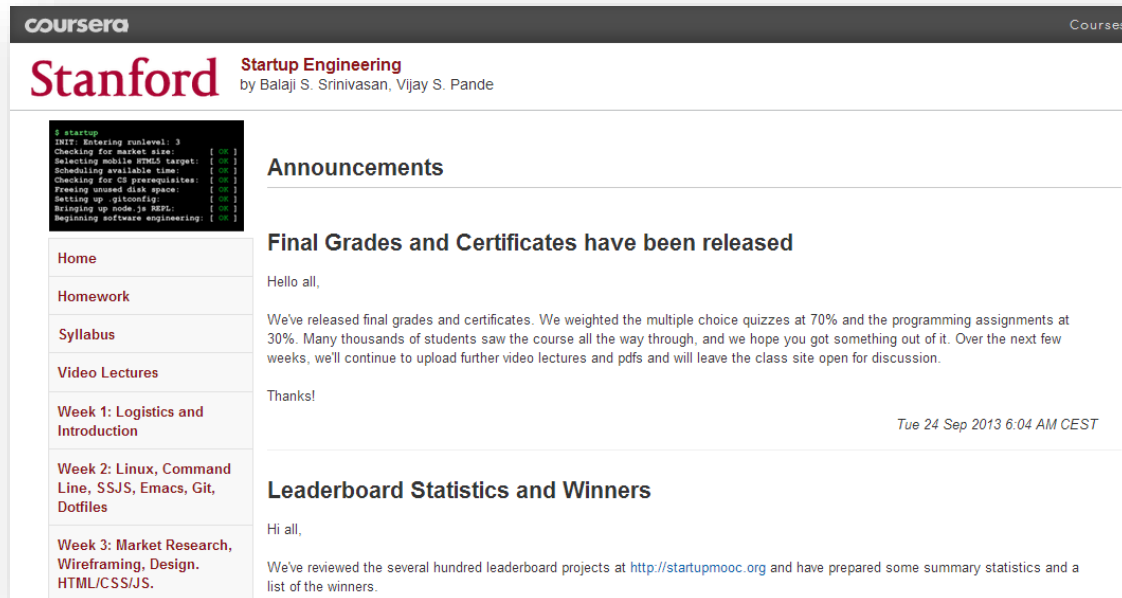 coursera
Courses
Stanford
Startup Engineering
by Balaji S. Srinivasan, Vijay S. Pande
$ startup
INIT: Entering runlevel: 3
Checking for market size: [ OK ]
Selecting mobile HTML5 target: [ OK ]
Scheduling available time: [ OK ]
Checking for CS prerequisites: [ OK ]
Freeing unused disk space: [ OK ]
Setting up .gitconfig: [ OK ]
Bringing up node.js REPL: [ OK ]
Beginning software engineering: [ OK ]
Home
Homework
Syllabus
Video Lectures
Week 1: Logistics and
Introduction
Week 2: Linux, Command
Line, SSJS, Emacs, Git,
Dotfiles
Week 3: Market Research,
Wireframing, Design.
HTML/CSS/JS.
Announcements
Final Grades and Certificates have been released
Hello all,
We've released final grades and certificates. We weighted the multiple choice quizzes at 70% and the programming assignments at
30%. Many thousands of students saw the course all the way through, and we hope you got something out of it. Over the next few
weeks, we'll continue to upload further video lectures and pdfs and will leave the class site open for discussion.
Thanks!
Tue 24 Sep 2013 6:04 AM CEST
Leaderboard Statistics and Winners
Hi all,
We've reviewed the several hundred leaderboard projects at http://startupmooc.org and have prepared some summary statistics and a
list of the winners.